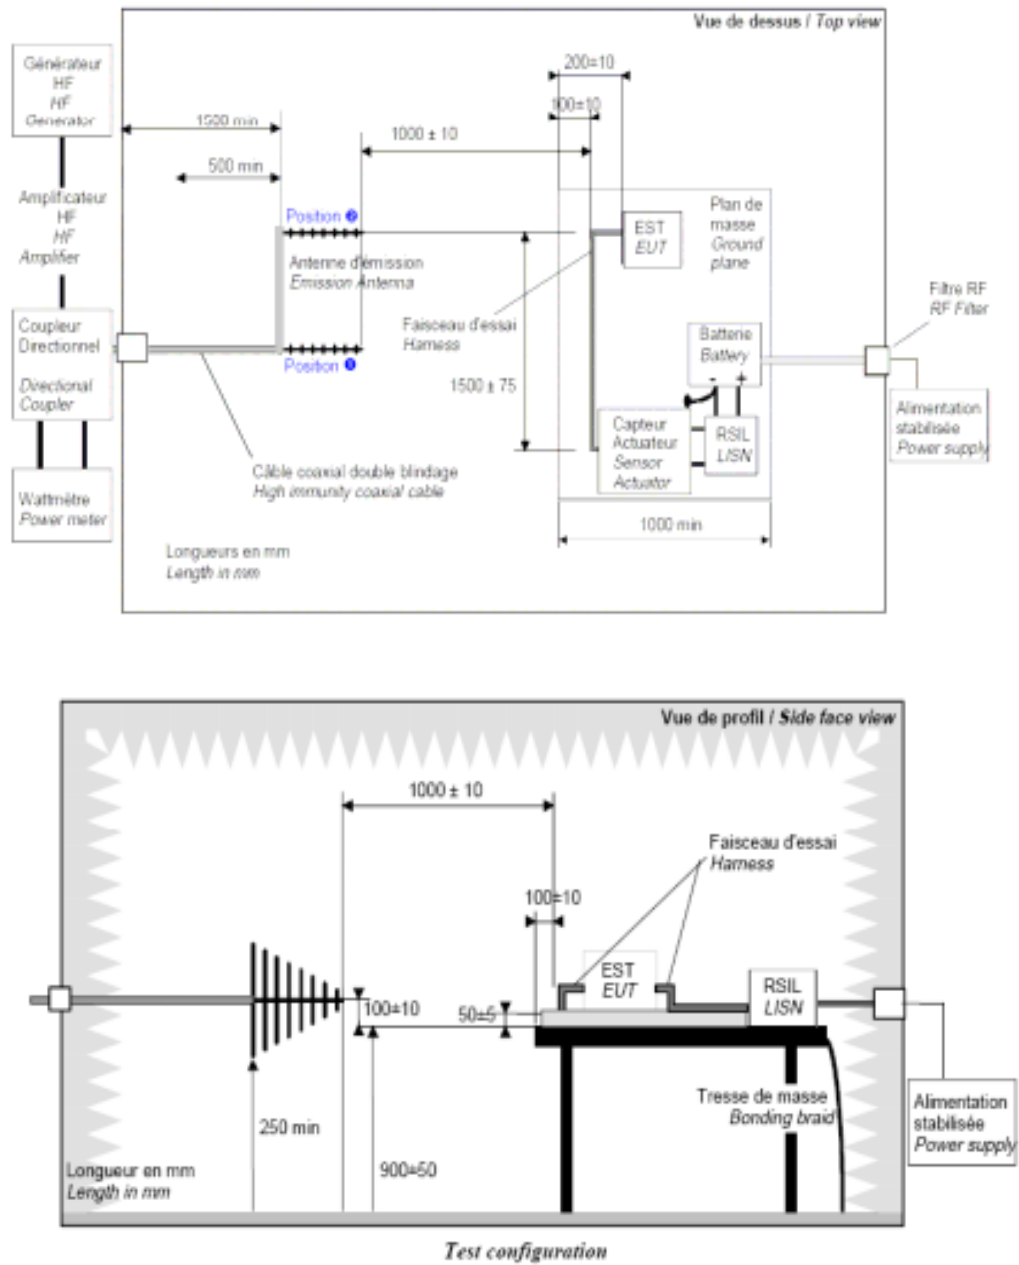 Vue de dessus / Top view
Générateur
HF
HF
Generator
200±10
100±10
1500 min
1000 ± 10
500 min
Amplificateur
HF
HF
Amplifier
Position ❷
Antenne d'émission
Emission Antenna
EST
EUT
Plan de
masse
Ground
plane
Filtre RF
RF Filter
Coupleur
Directionnel
Directional
Coupler
Faisceau d'essai
Harness
Position ❶
1500 ± 75
Batterie
Battery
- +
Capteur
Actuateur
Sensor
Actuator
RSIL
LISN
Alimentation
stabilisée
Power supply
Câble coaxial double blindage
High immunity coaxial cable
Wattmètre
Power meter
1000 min
Longueurs en mm
Length in mm
Vue de profil / Side face view
1000 ± 10
Faisceau d'essai
Harness
100±10
EST
EUT
RSIL
LISN
100±10
50±5
Tresse de masse
Bonding braid
Alimentation
stabilisée
Power supply
250 min
900±50
Longueur en mm
Length in mm
Test configuration